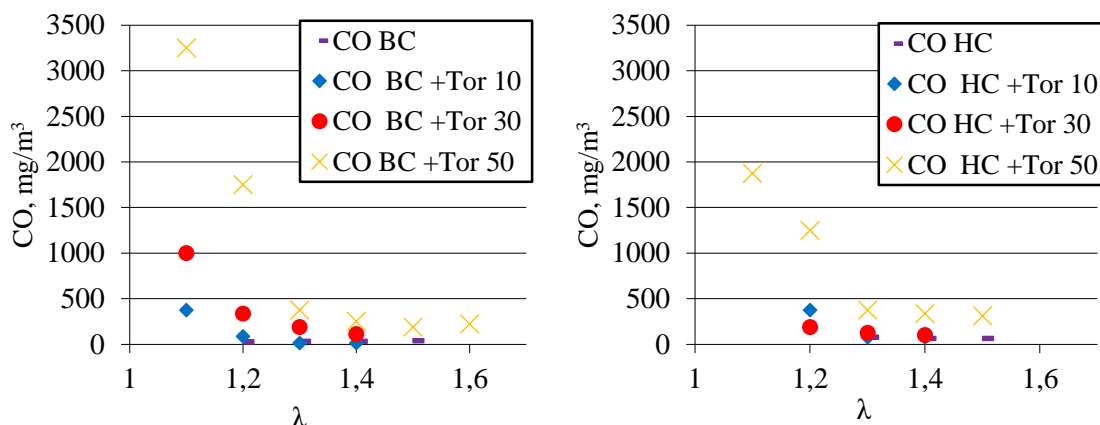 3500
3000
2500
2000
1500
1000
500
0
CO, mg/m³
1
1,2
1,4
1,6
λ
CO BC
CO BC +Tor 10
CO BC +Tor 30
CO BC +Tor 50
3500
3000
2500
2000
1500
1000
500
0
CO, mg/m³
1
1,2
1,4
1,6
λ
CO HC
CO HC +Tor 10
CO HC +Tor 30
CO HC +Tor 50